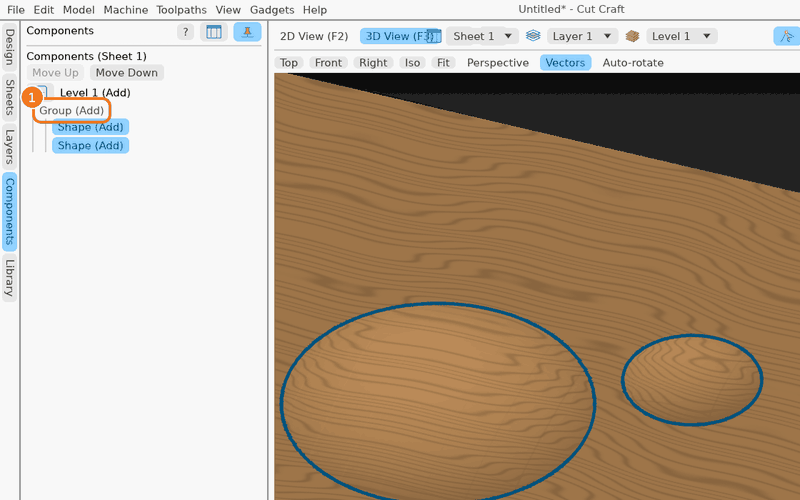 File Edit Model Machine Toolpaths View Gadgets Help
Untitled* - Cut Craft
Components
?
2D View (F2) 3D View (F3) Sheet 1 Layer 1 Level 1
Top Front Right Iso Fit Perspective Vectors Auto-rotate
Design
Sheets
Layers
Components
Library
Components (Sheet 1)
Move Up Move Down
Level 1 (Add)
1
Group (Add)
Shape (Add)
Shape (Add)